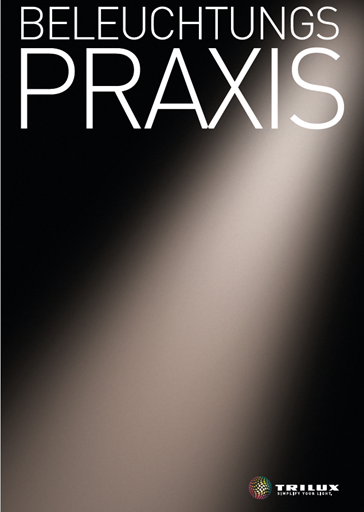 BELEUCHTUNGS
PRAXIS
TRILUX
SIMPLIFY YOUR LIGHT.